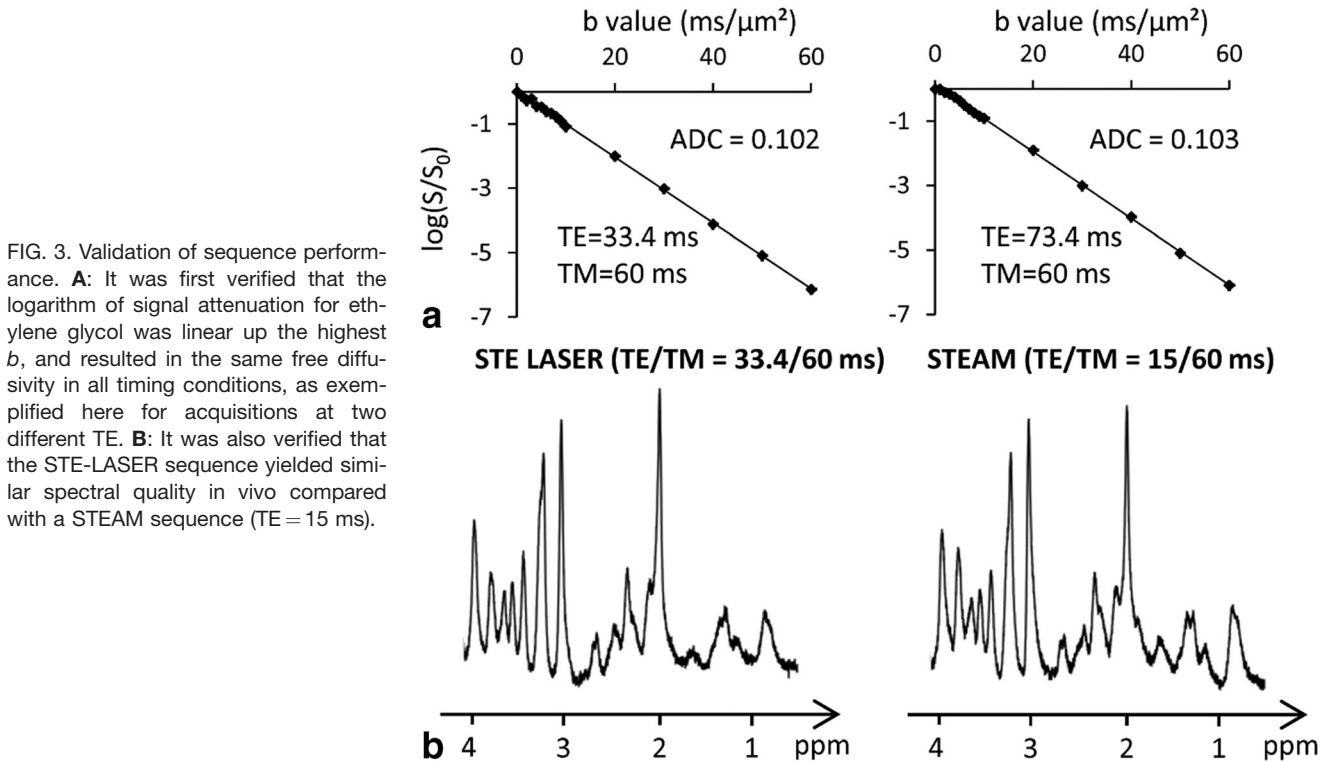 FIG. 3. Validation of sequence perform-
ance. A: It was first verified that the
logarithm of signal attenuation for eth-
ylene glycol was linear up the highest
b, and resulted in the same free diffu-
sivity in all timing conditions, as exem-
plified here for acquisitions at two
different TE. B: It was also verified that
the STE-LASER sequence yielded simi-
lar spectral quality in vivo compared
with a STEAM sequence (TE = 15 ms).
b value (ms/µm²)
0 20 40 60
-1
-3
-5
-7
log(S/S₀)
ADC = 0.102
TE=33.4 ms
TM=60 ms
a
b value (ms/µm²)
0 20 40 60
-1
-3
-5
-7
ADC = 0.103
TE=73.4 ms
TM=60 ms
STE LASER (TE/TM = 33.4/60 ms)
4 3 2 1 ppm
b
STEAM (TE/TM = 15/60 ms)
4 3 2 1 ppm